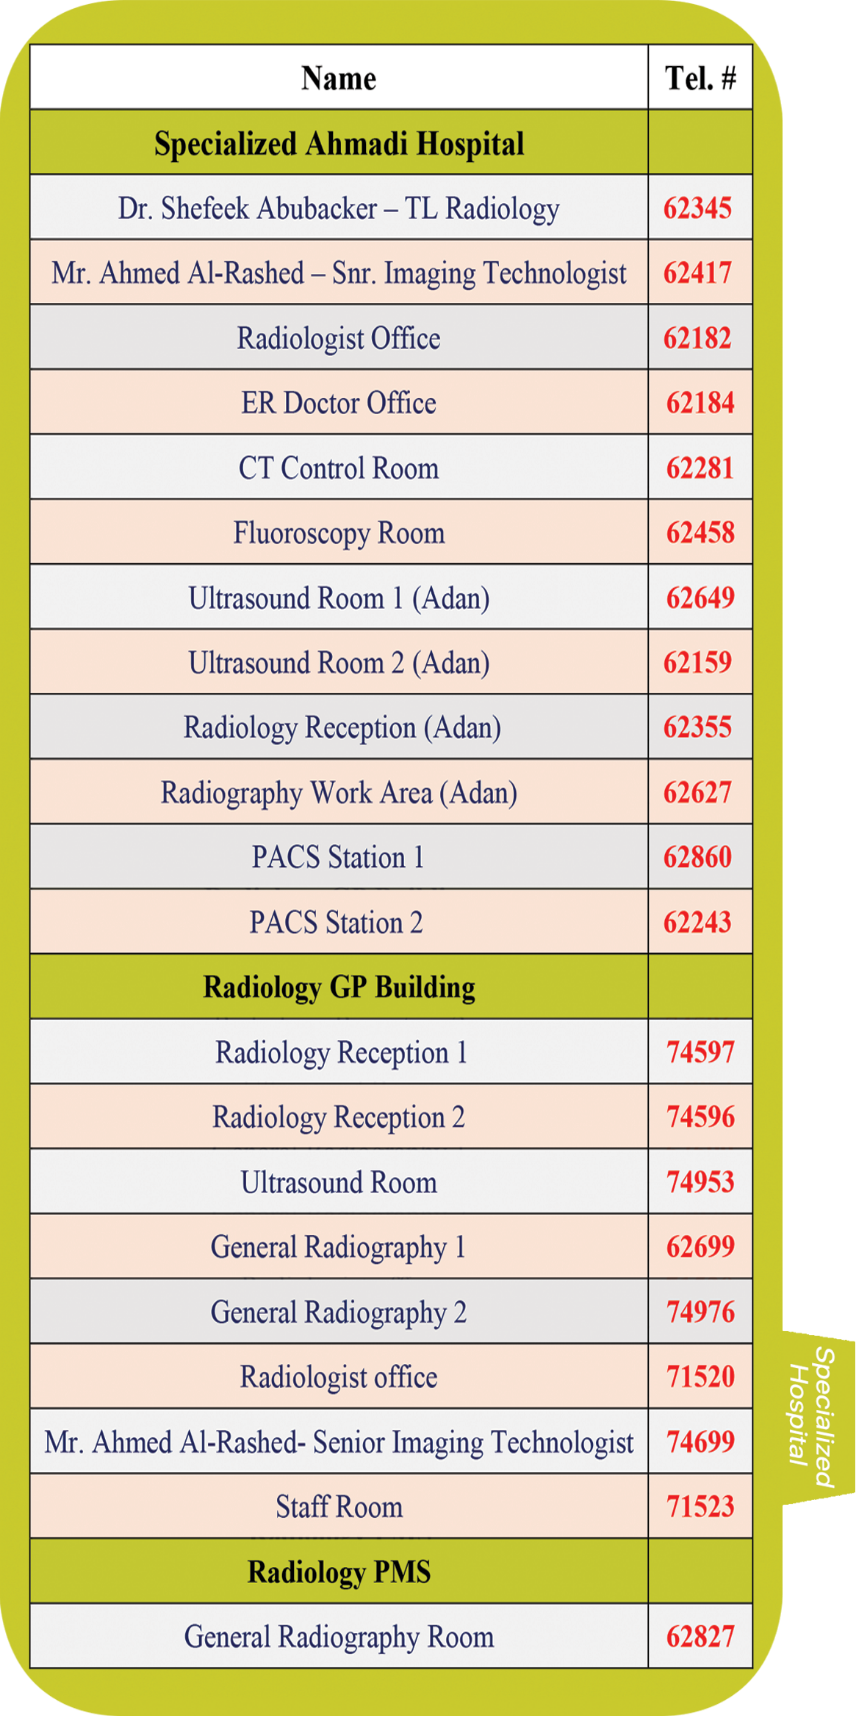 Name Tel. #
Specialized Ahmadi Hospital
Dr. Shefeek Abubacker – TL Radiology 62345
Mr. Ahmed Al-Rashed – Snr. Imaging Technologist 62417
Radiologist Office 62182
ER Doctor Office 62184
CT Control Room 62281
Fluoroscopy Room 62458
Ultrasound Room 1 (Adan) 62649
Ultrasound Room 2 (Adan) 62159
Radiology Reception (Adan) 62355
Radiography Work Area (Adan) 62627
PACS Station 1 62860
PACS Station 2 62243
Radiology GP Building
Radiology Reception 1 74597
Radiology Reception 2 74596
Ultrasound Room 74953
General Radiography 1 62699
General Radiography 2 74976
Radiologist office 71520
Mr. Ahmed Al-Rashed- Senior Imaging Technologist 74699
Staff Room 71523
Radiology PMS
General Radiography Room 62827
Specialized
Hospital